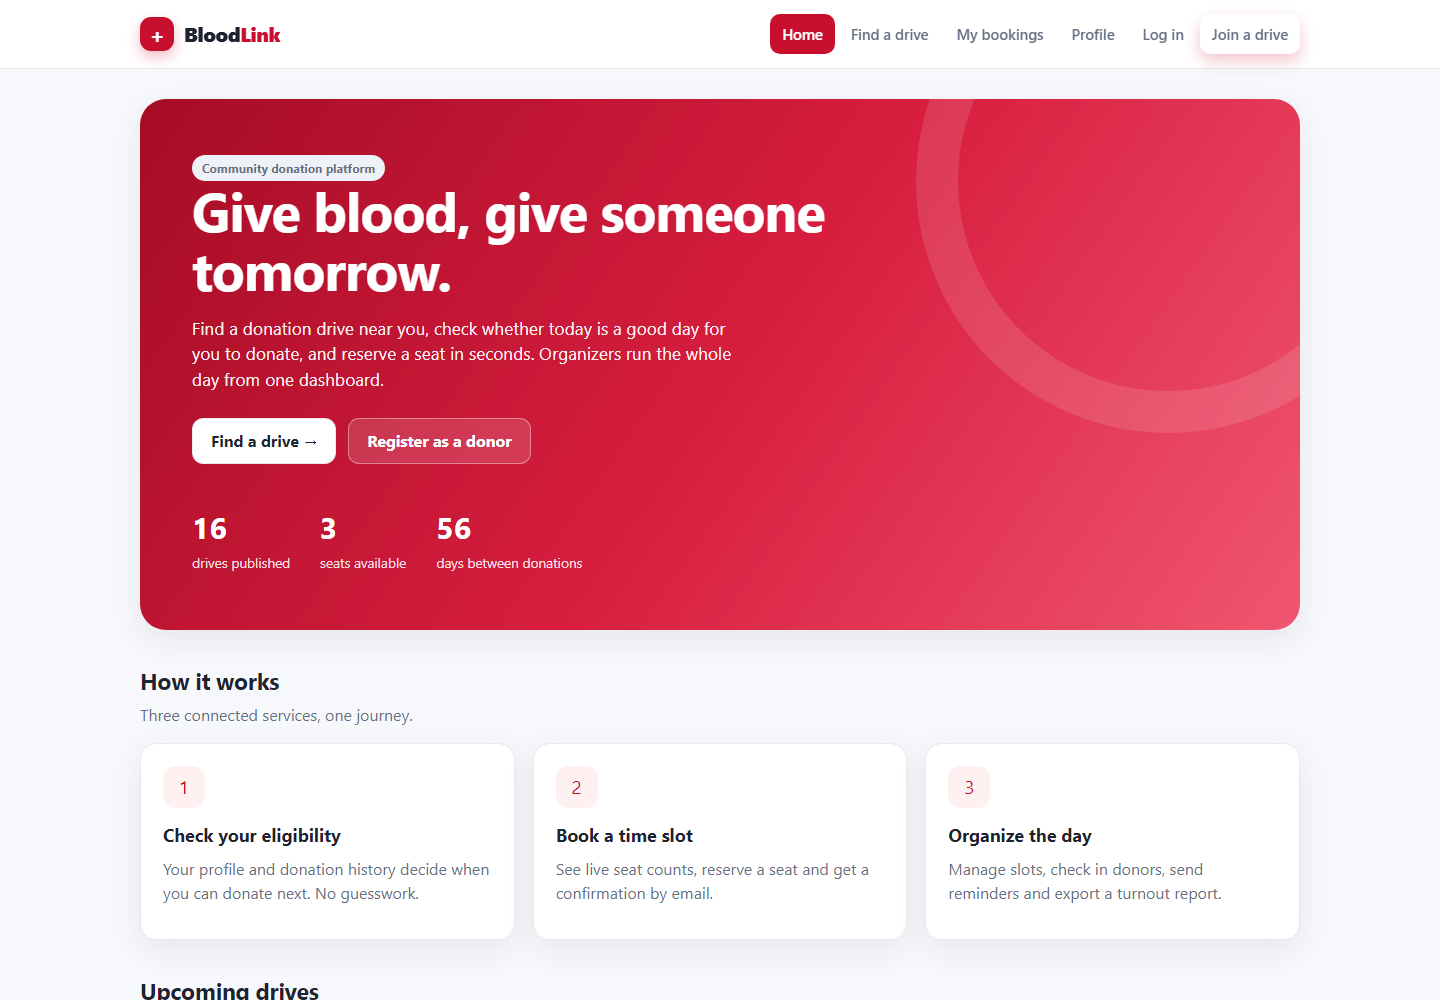 + BloodLink
Home Find a drive My bookings Profile Log in Join a drive
Community donation platform
Give blood, give someone
tomorrow.
Find a donation drive near you, check whether today is a good day for
you to donate, and reserve a seat in seconds. Organizers run the whole
day from one dashboard.
Find a drive → Register as a donor
16 3 56
drives published seats available days between donations
How it works
Three connected services, one journey.
1
Check your eligibility
Your profile and donation history decide when
you can donate next. No guesswork.
2
Book a time slot
See live seat counts, reserve a seat and get a
confirmation by email.
3
Organize the day
Manage slots, check in donors, send
reminders and export a turnout report.
Upcoming drives